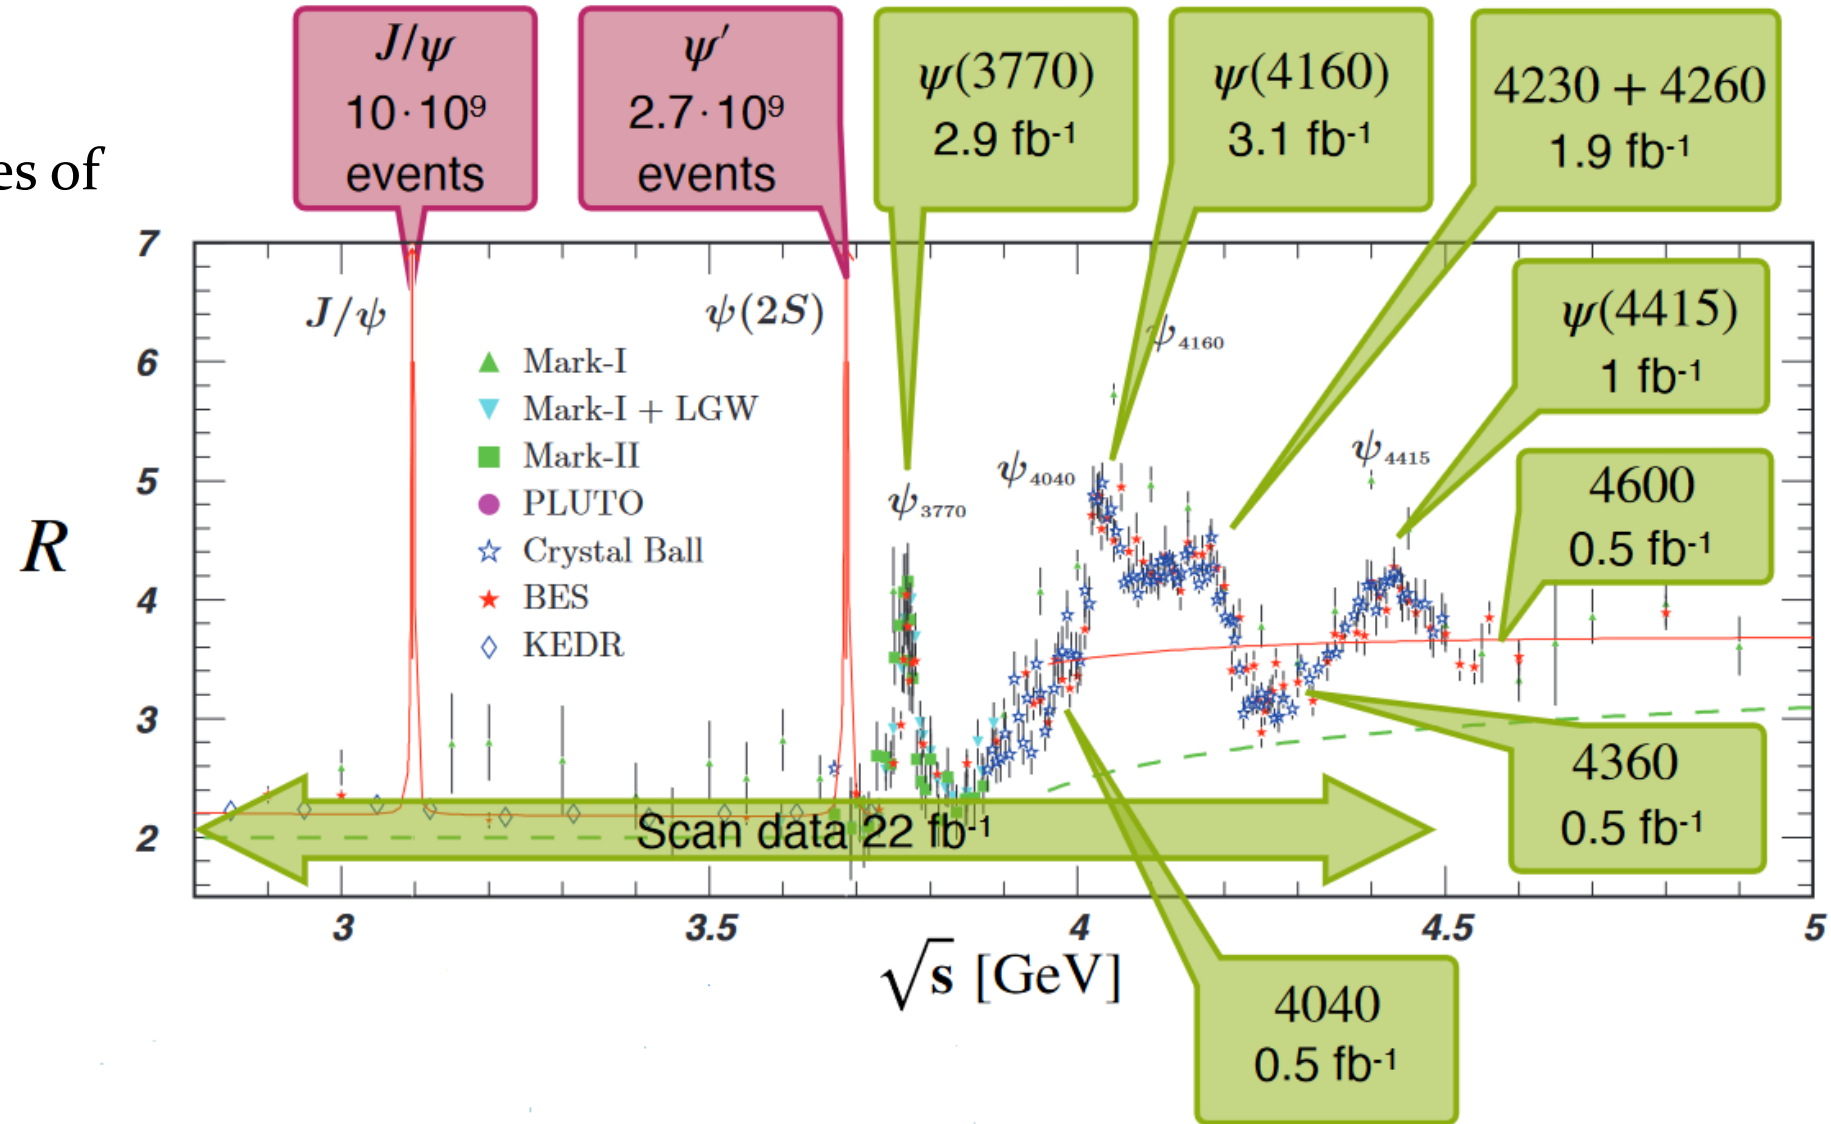 J/ψ
10·10⁹
events
ψ′
2.7·10⁹
events
ψ(3770)
2.9 fb⁻¹
ψ(4160)
3.1 fb⁻¹
4230 + 4260
1.9 fb⁻¹
es of
7
6
5
4
3
2
R
J/ψ
ψ(2S)
Mark-I
Mark-I + LGW
Mark-II
PLUTO
Crystal Ball
BES
KEDR
ψ₃₇₇₀
ψ₄₀₄₀
ψ₄₁₆₀
ψ₄₄₁₅
ψ(4415)
1 fb⁻¹
4600
0.5 fb⁻¹
4360
0.5 fb⁻¹
Scan data 22 fb⁻¹
3
3.5
4
4.5
5
√s [GeV]
4040
0.5 fb⁻¹